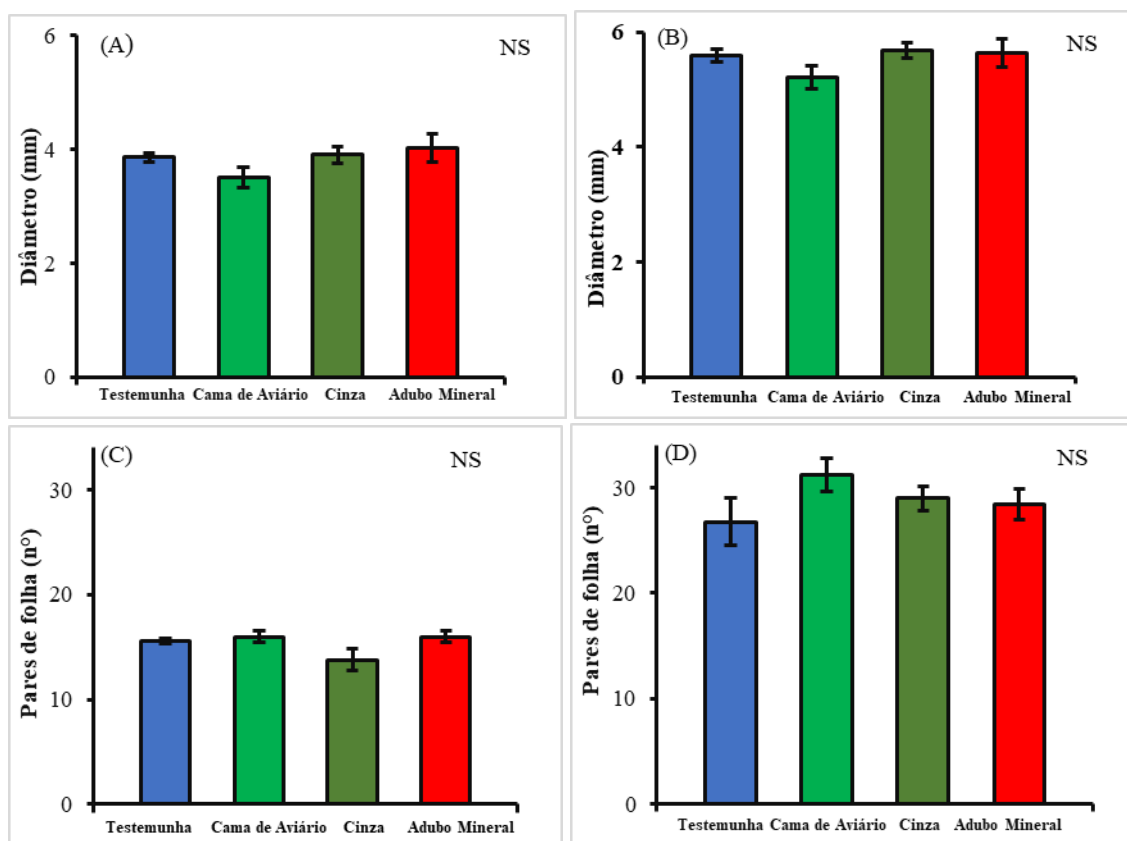 (A)
NS
Diâmetro (mm)
6
4
2
0
Testemunha Cama de Aviário Cinza Adubo Mineral
(B)
NS
Diâmetro (mm)
6
4
2
0
Testemunha Cama de Aviário Cinza Adubo Mineral
(C)
NS
Pares de folha (n°)
30
20
10
0
Testemunha Cama de Aviário Cinza Adubo Mineral
(D)
NS
Pares de folha (n°)
30
20
10
0
Testemunha Cama de Aviário Cinza Adubo Mineral